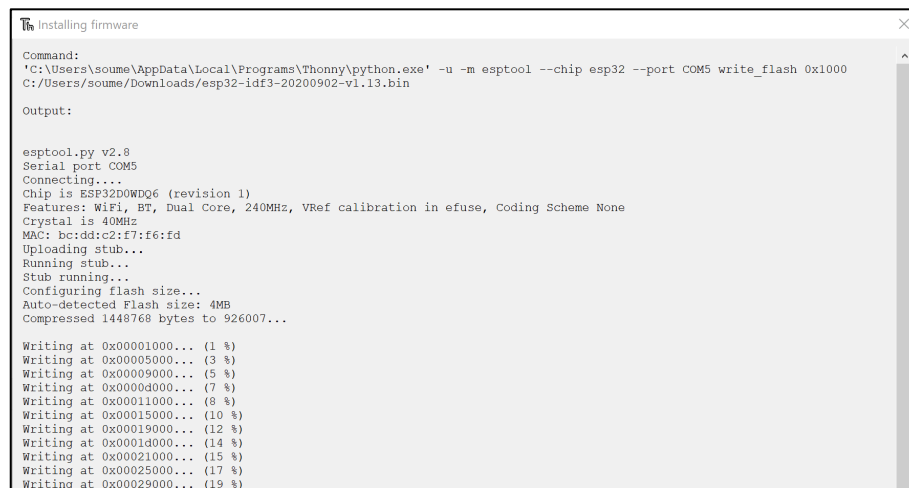 Installing firmware
Command:
'C:\Users\soume\AppData\Local\Programs\Thonny\python.exe' -u -m esptool --chip esp32 --port COM5 write_flash 0x1000
C:/Users/soume/Downloads/esp32-idf3-20200902-v1.13.bin
Output:
esptool.py v2.8
Serial port COM5
Connecting....
Chip is ESP32D0WDQ6 (revision 1)
Features: WiFi, BT, Dual Core, 240MHz, VRef calibration in efuse, Coding Scheme None
Crystal is 40MHz
MAC: bc:dd:c2:f7:f6:fd
Uploading stub...
Running stub...
Stub running...
Configuring flash size...
Auto-detected Flash size: 4MB
Compressed 1448768 bytes to 926007...
Writing at 0x00001000... (1 %)
Writing at 0x00005000... (3 %)
Writing at 0x00009000... (5 %)
Writing at 0x0000d000... (7 %)
Writing at 0x00011000... (8 %)
Writing at 0x00015000... (10 %)
Writing at 0x00019000... (12 %)
Writing at 0x0001d000... (14 %)
Writing at 0x00021000... (15 %)
Writing at 0x00025000... (17 %)
Writing at 0x00029000... (19 %)